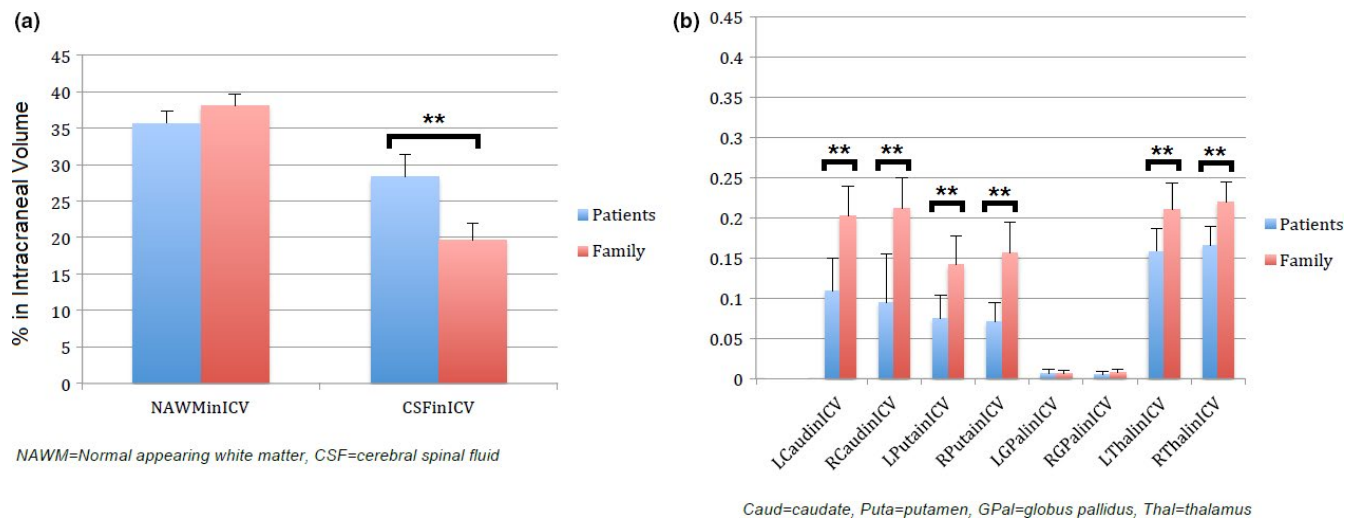 (a)
% in Intracraneal Volume
45
40
35
30
25
20
15
10
5
0
**
NAWMinICV
CSFinICV
Patients
Family
NAWM=Normal appearing white matter, CSF=cerebral spinal fluid
(b)
0.45
0.4
0.35
0.3
0.25
0.2
0.15
0.1
0.05
0
**
**
**
**
**
**
LCaudinICV
RCaudinICV
LPutainICV
RPutainICV
LGPalinICV
RGPalinICV
LThalinICV
RThalinICV
Patients
Family
Caud=caudate, Puta=putamen, GPal=globus pallidus, Thal=thalamus